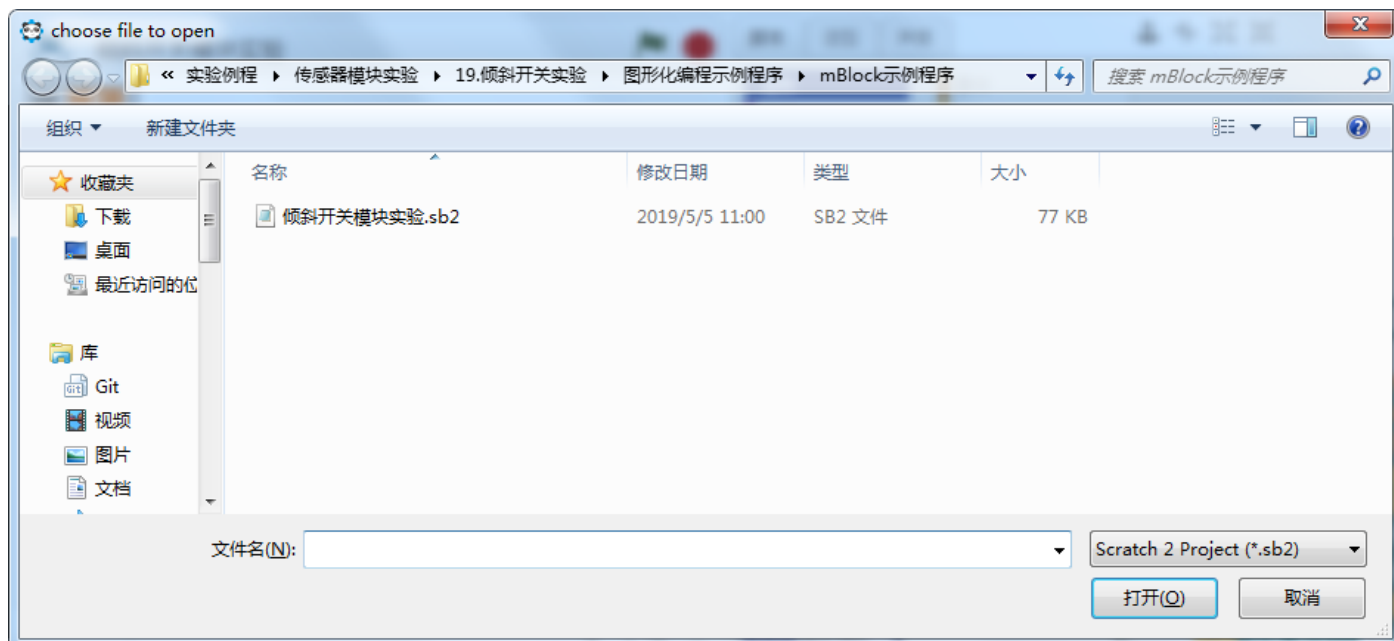 choose file to open
« 实验例程 传感器模块实验 19.倾斜开关实验 图形化编程示例程序 mBlock示例程序 搜索 mBlock示例程序
组织 新建文件夹
名称 修改日期 类型 大小
收藏夹
倾斜开关模块实验.sb2 2019/5/5 11:00 SB2 文件 77 KB
下载
桌面
最近访问的位
库
Git
视频
图片
文档
文件名(N): Scratch 2 Project (*.sb2)
打开(O) 取消